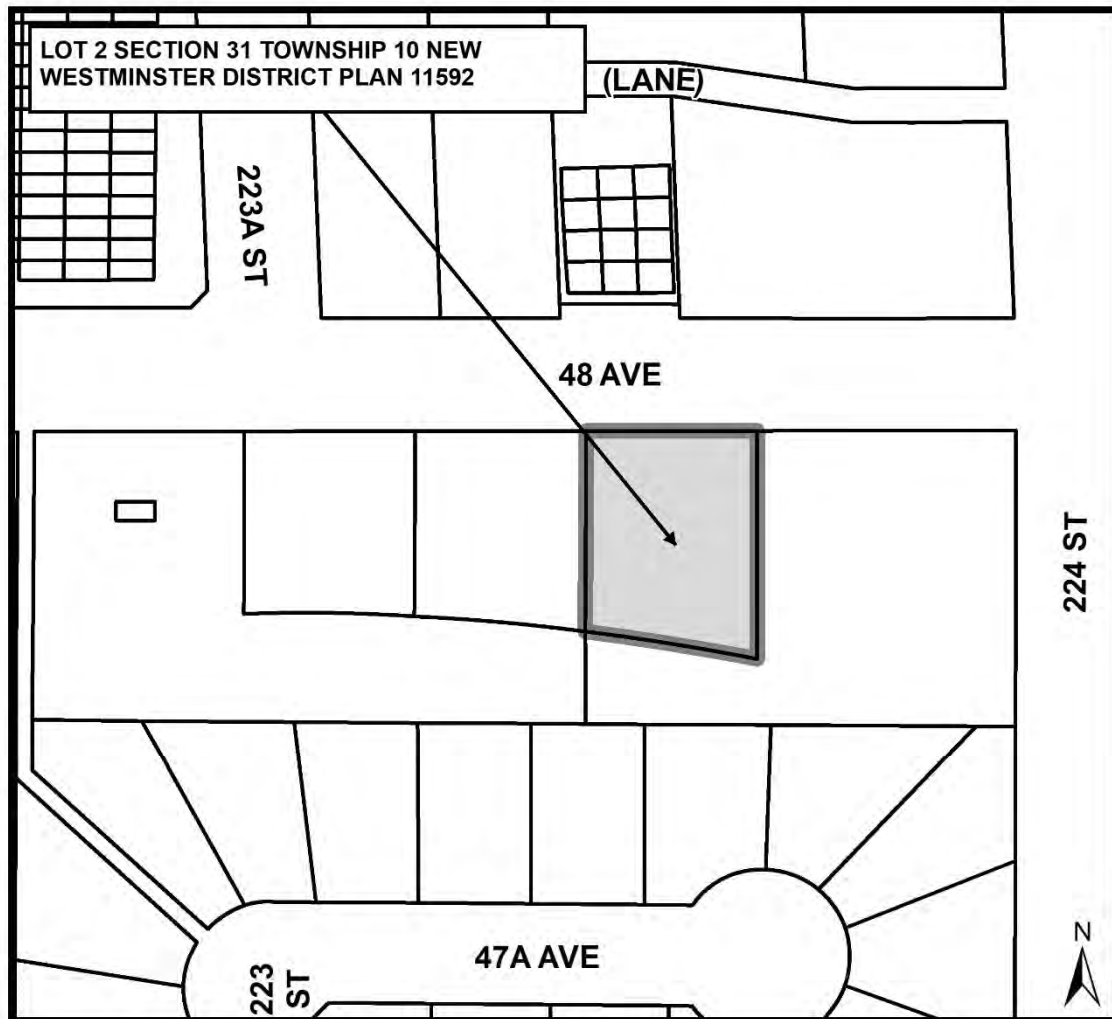 LOT 2 SECTION 31 TOWNSHIP 10 NEW
WESTMINSTER DISTRICT PLAN 11592
(LANE)
223A ST
48 AVE
224 ST
47A AVE
223
ST
N